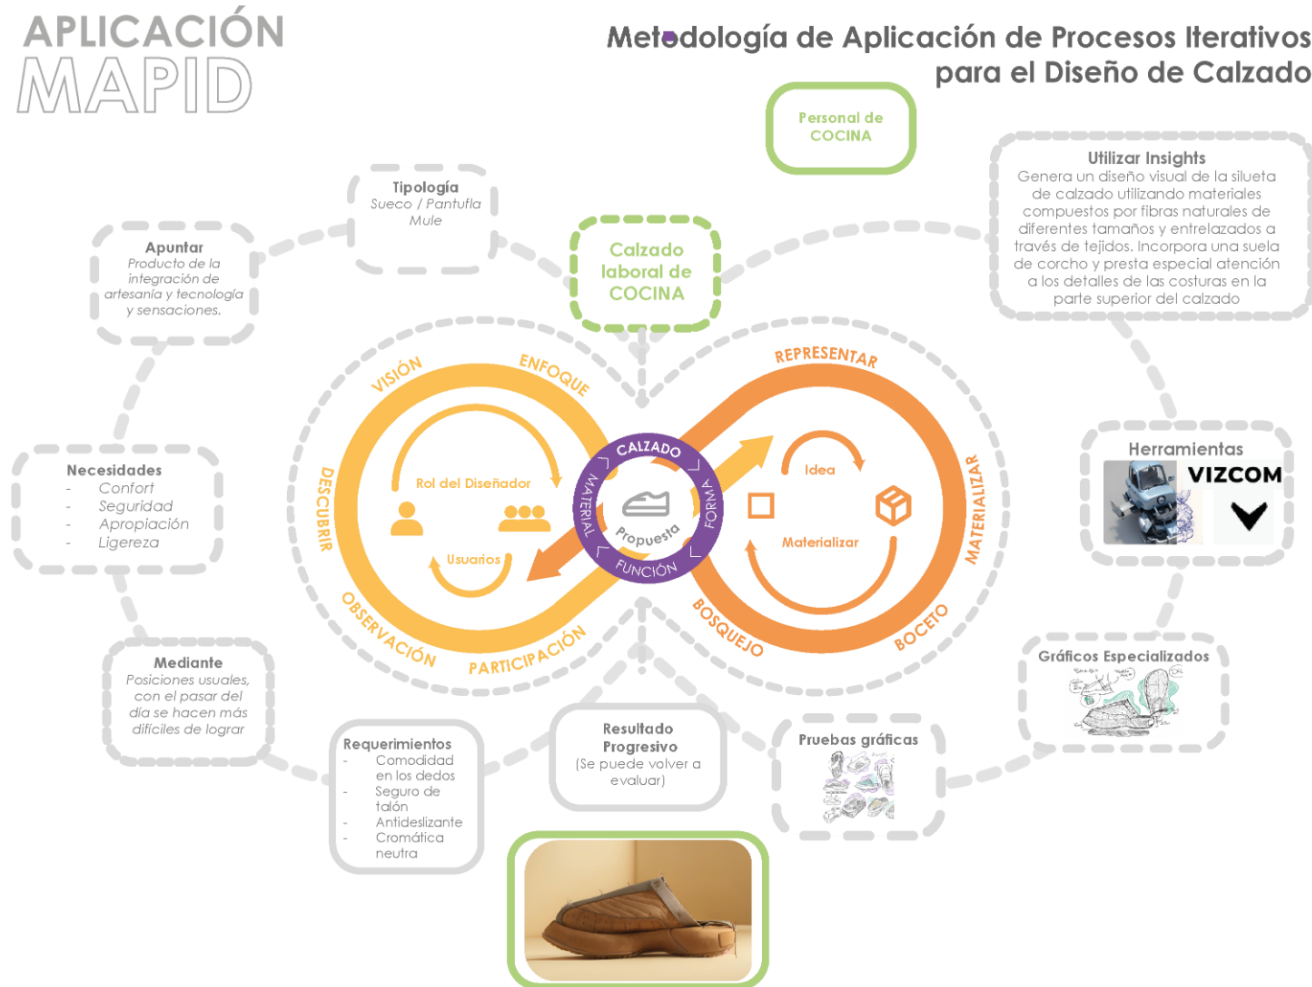 APLICACIÓN
MAPID
Metodología de Aplicación de Procesos Iterativos
para el Diseño de Calzado
Personal de
COCINA
Tipología
Sueco / Pantufla
Mule
Apuntar
Producto de la
integración de
artesanía y tecnología
y sensaciones.
Calzado
laboral de
COCINA
Utilizar Insights
Genera un diseño visual de la silueta
de calzado utilizando materiales
compuestos por fibras naturales de
diferentes tamaños y entrelazados a
través de tejidos. Incorpora una suela
de corcho y presta especial atención
a los detalles de las costuras en la
parte superior del calzado
Necesidades
- Confort
- Seguridad
- Apropiación
- Ligereza
VISIÓN
ENFOQUE
DESCUBRIR
OBSERVACIÓN
PARTICIPACIÓN
Rol del Diseñador
Usuarios
CALZADO
MATERIAL
FORMA
FUNCIÓN
Propuesta
REPRESENTAR
MATERIALIZAR
BOSQUEJO
BOCETO
Idea
Materializar
Herramientas
VIZCOM
Mediante
Posiciones usuales,
con el pasar del
día se hacen más
difíciles de lograr
Requerimientos
- Comodidad
en los dedos
- Seguro de
talón
- Antideslizante
- Cromática
neutra
Resultado
Progresivo
(Se puede volver a
evaluar)
Pruebas gráficas
Gráficos Especializados